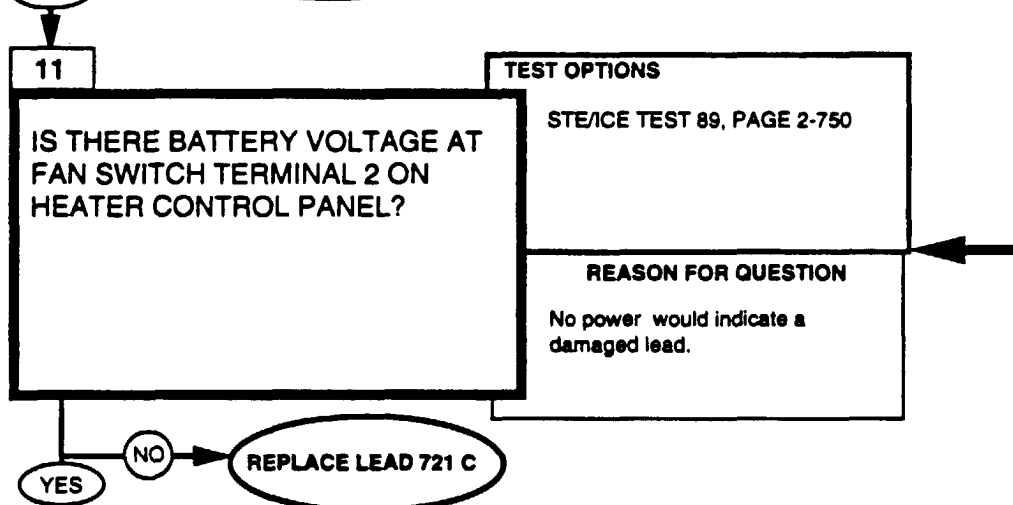 11
IS THERE BATTERY VOLTAGE AT
FAN SWITCH TERMINAL 2 ON
HEATER CONTROL PANEL?
TEST OPTIONS
STE/ICE TEST 89, PAGE 2-750
REASON FOR QUESTION
No power would indicate a
damaged lead.
NO
REPLACE LEAD 721 C
YES